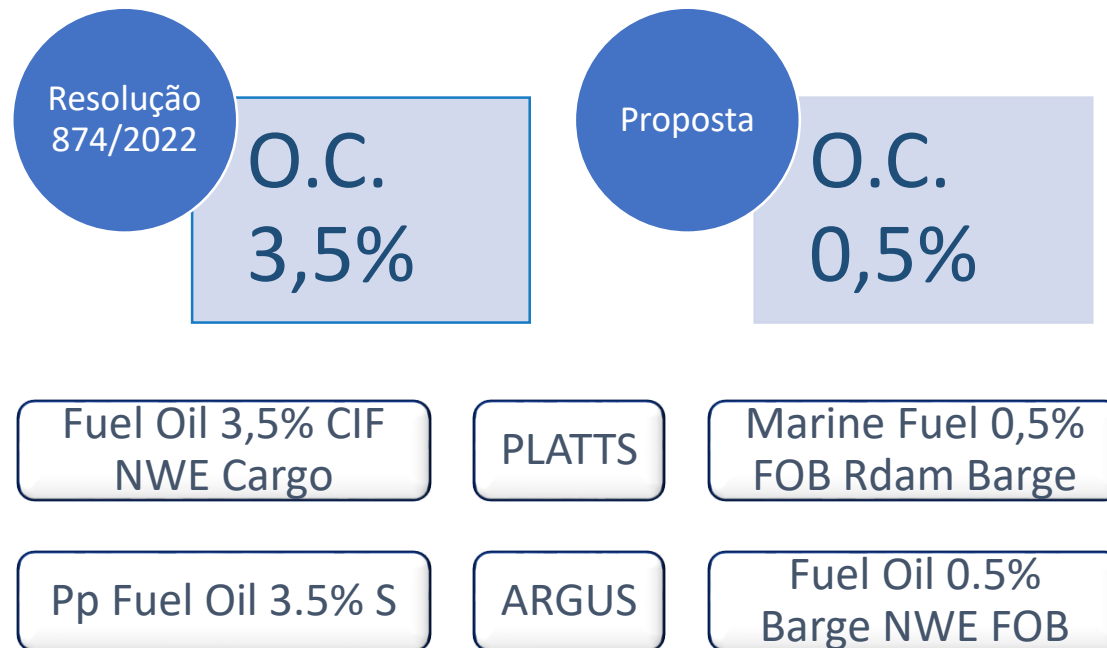 Resolução
874/2022
O.C.
3,5%
Proposta
O.C.
0,5%
Fuel Oil 3,5% CIF
NWE Cargo
PLATTS
Marine Fuel 0,5%
FOB Rdam Barge
Pp Fuel Oil 3.5% S
ARGUS
Fuel Oil 0.5%
Barge NWE FOB